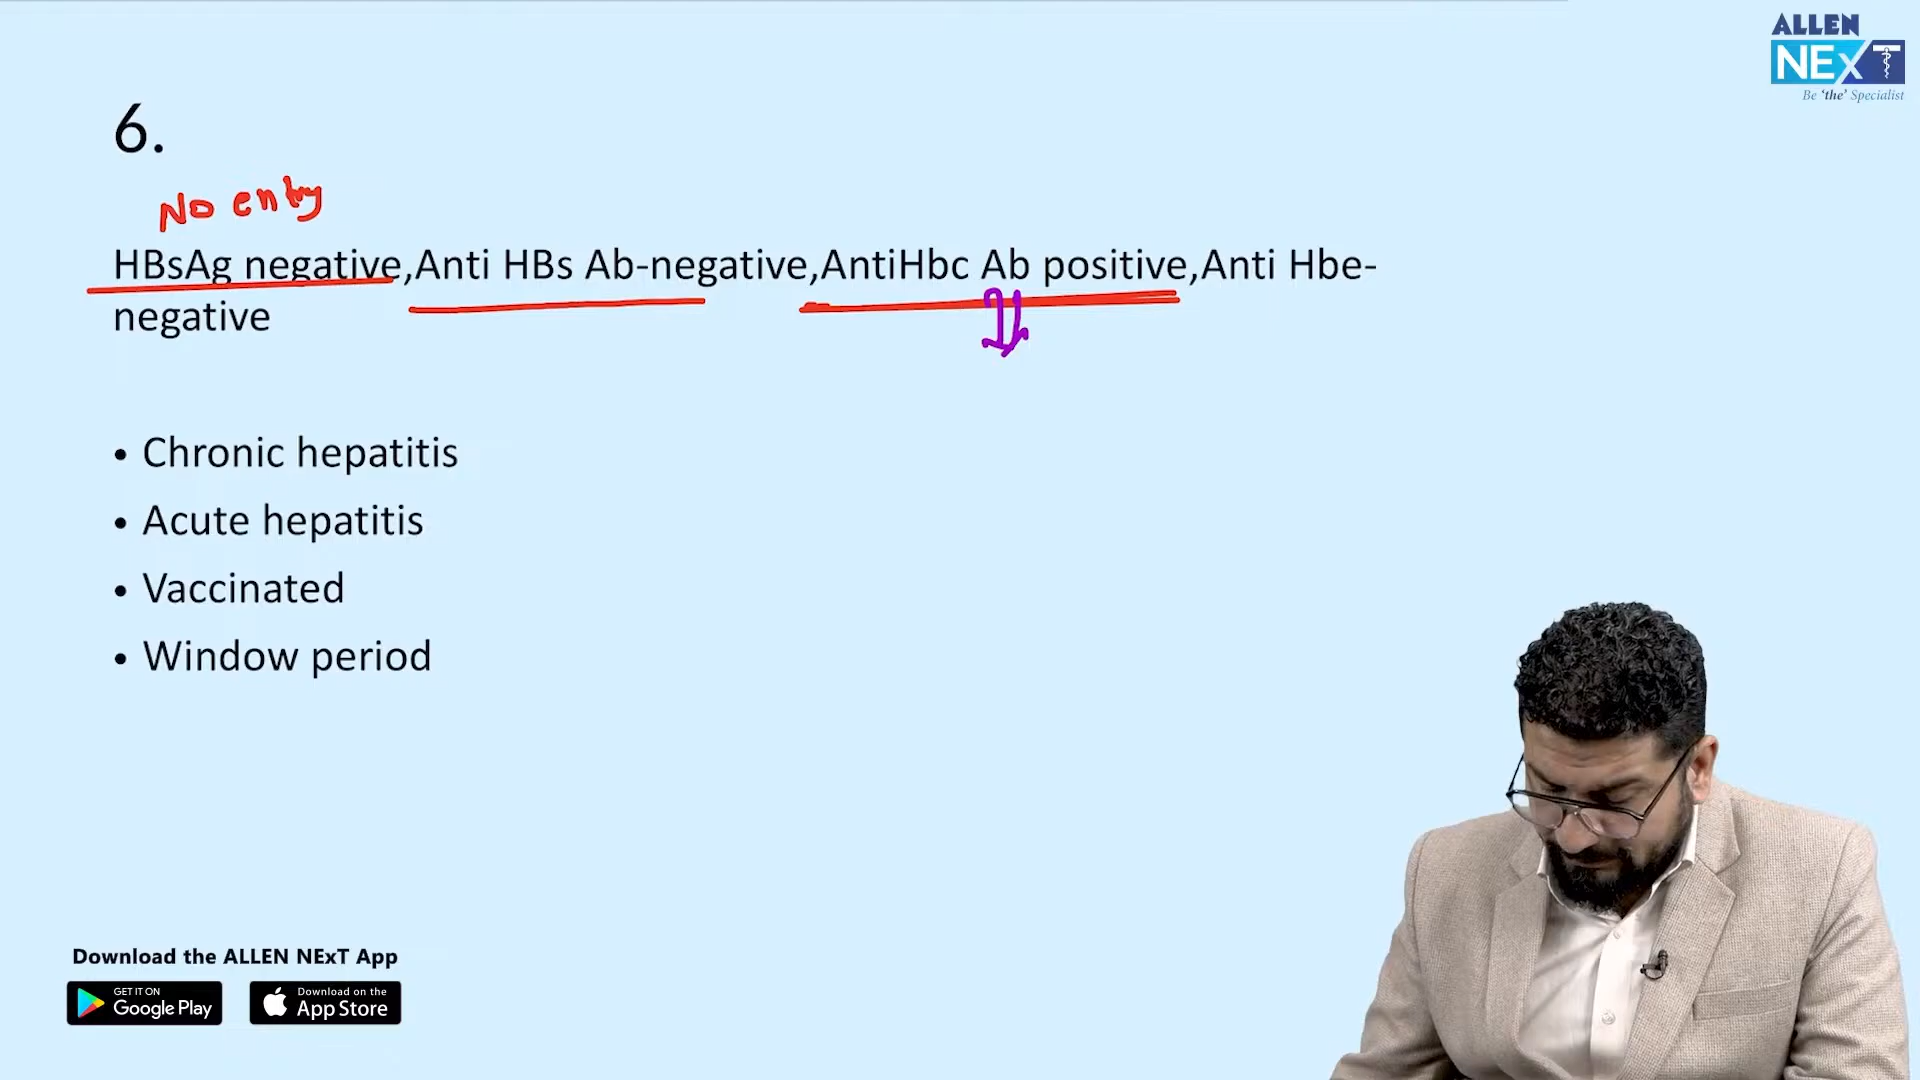 ALLEN
NExT
Be 'the' Specialist
6.
No entry
HBsAg negative,Anti HBs Ab-negative,AntiHbc Ab positive,Anti Hbe-
negative
• Chronic hepatitis
• Acute hepatitis
• Vaccinated
• Window period
Download the ALLEN NExT App
GET IT ON
Google Play
Download on the
App Store